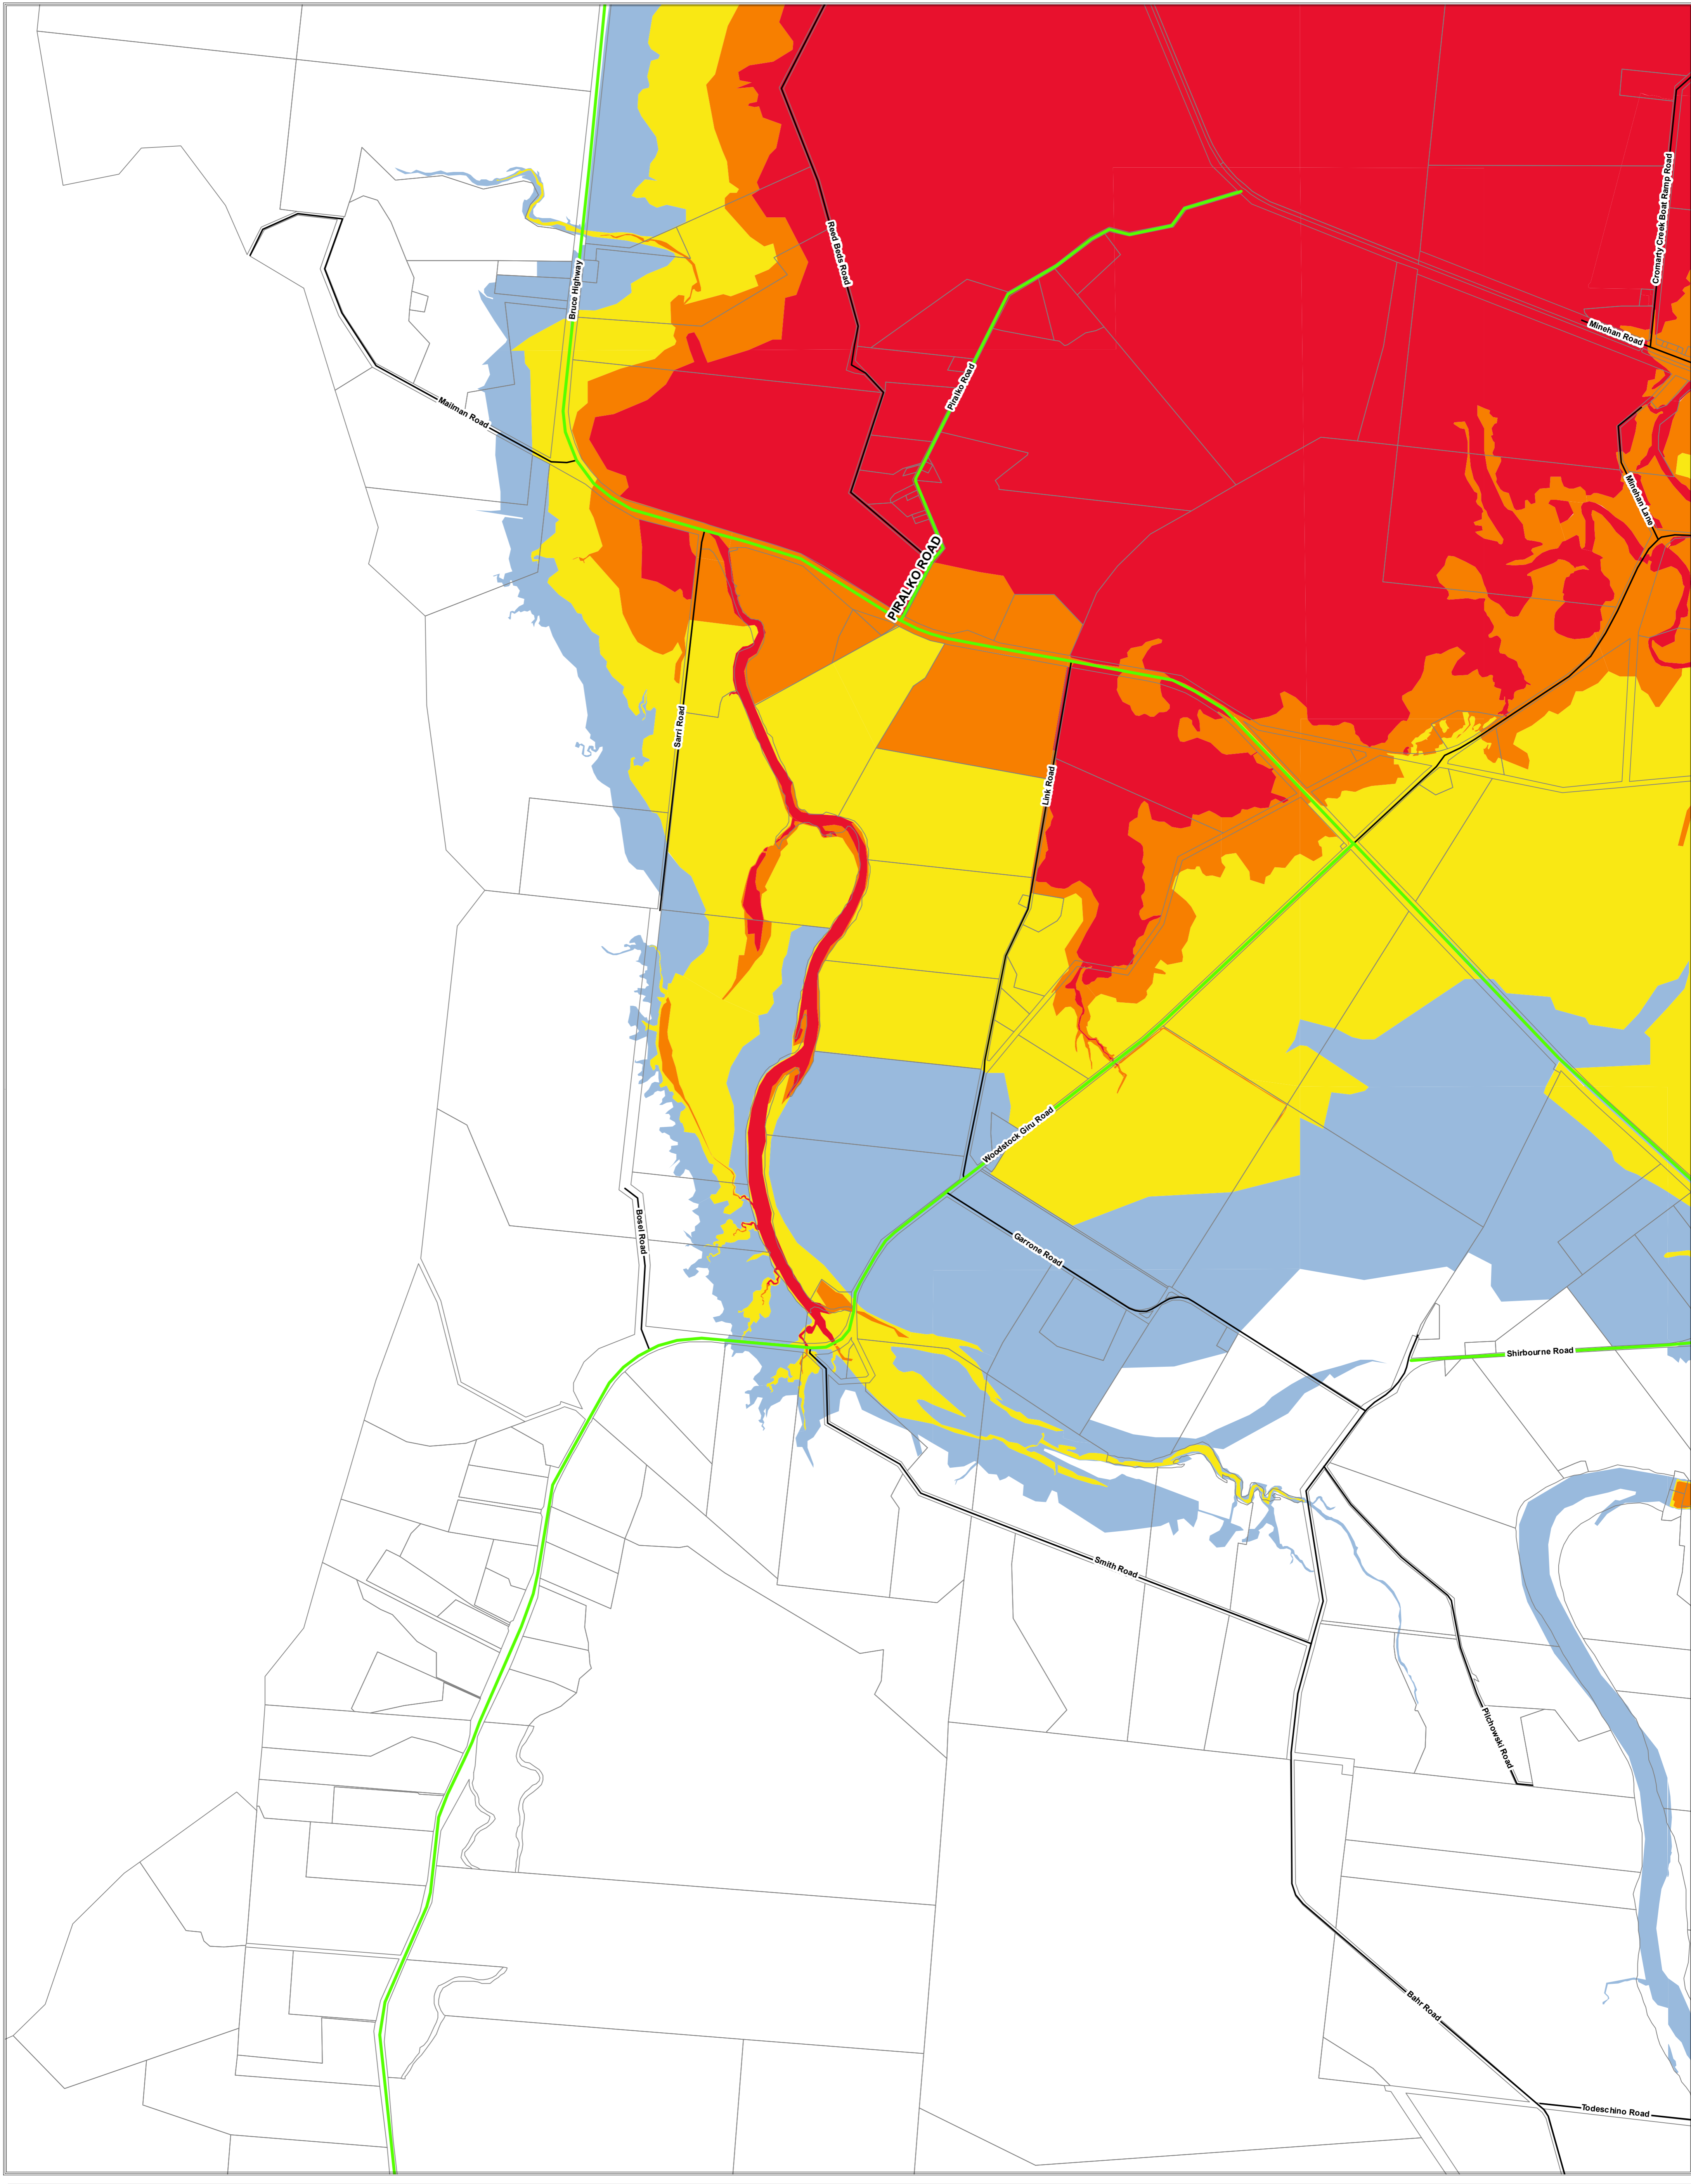 Cromarty Creek Boat Ramp Road
Reed Beds Road
Bruce Highway
Minehan Road
Piralko Road
Mailman Road
Minehan Lane
PIRALKO ROAD
Sarri Road
Link Road
Woodstock Giru Road
Bosel Road
Garrone Road
Shirbourne Road
Smith Road
Pilchowski Road
Bahr Road
Todeschino Road